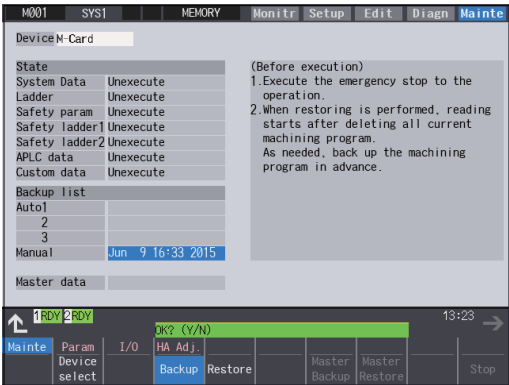 M001 SYS1 MEMORY Monitr Setup Edit Diagn Mainte
Device M-Card
State
System Data Unexecute
Ladder Unexecute
Safety param Unexecute
Safety ladder1 Unexecute
Safety ladder2 Unexecute
APLC data Unexecute
Custom data Unexecute
Backup list
Auto1
2
3
Manual Jun 9 16:33 2015
Master data
(Before execution)
1.Execute the emergency stop to the
operation.
2.When restoring is performed, reading
starts after deleting all current
machining program.
As needed, back up the machining
program in advance.
1RDY 2RDY 13:23
OK? (Y/N)
Mainte Param I/O HA Adj.
Device
select
Backup Restore
Master
Backup
Master
Restore
Stop